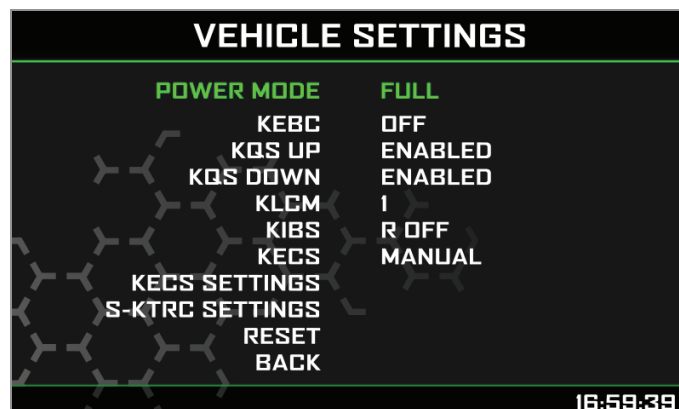 VEHICLE SETTINGS
POWER MODE FULL
KEBC OFF
KQS UP ENABLED
KQS DOWN ENABLED
KLCM 1
KIBS R OFF
KECS MANUAL
KECS SETTINGS
S-KTRC SETTINGS
RESET
BACK
16:59:39